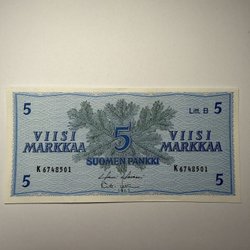 5 Litt. B 5
VIISI 5 VIISI
MARKKAA MARKKAA
SUOMEN PANKKI
K6748501 K6748501
5 5